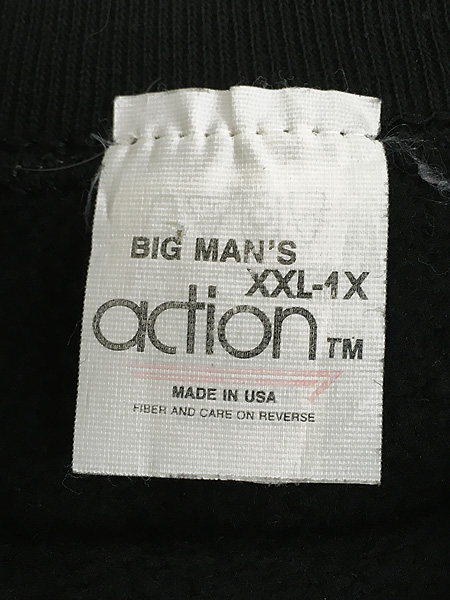 BIG MAN'S
XXL-1X
action TM
MADE IN USA
FIBER AND CARE ON REVERSE